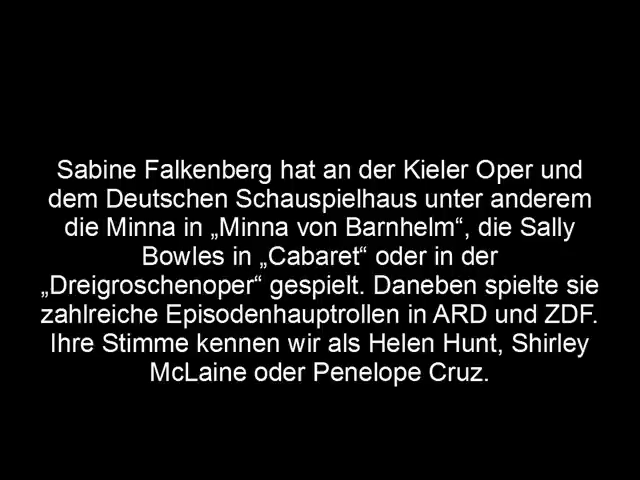 Sabine Falkenberg hat an der Kieler Oper und
dem Deutschen Schauspielhaus unter anderem
die Minna in „Minna von Barnhelm“, die Sally
Bowles in „Cabaret“ oder in der
„Dreigroschenoper“ gespielt. Daneben spielte sie
zahlreiche Episodenhauptrollen in ARD und ZDF.
Ihre Stimme kennen wir als Helen Hunt, Shirley
McLaine oder Penelope Cruz.